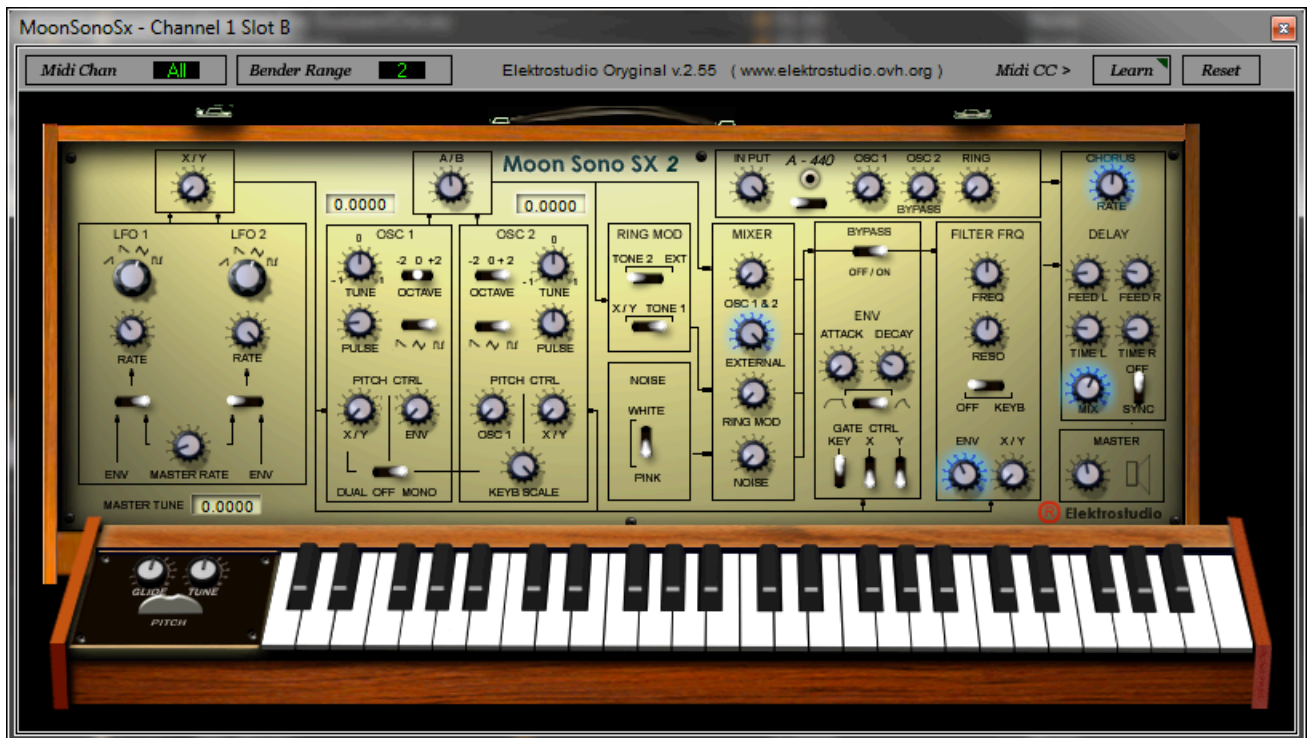 MoonSonoSx - Channel 1 Slot B
Midi Chan All Bender Range 2 Elektrostudio Oryginal v.2.55 ( www.elektrostudio.ovh.org ) Midi CC > Learn Reset
X/Y
A/B
Moon Sono SX 2
INPUT A - 440 OSC 1 OSC 2 RING
BYPASS
CHORUS
RATE
0.0000
0.0000
LFO 1 LFO 2
RATE RATE
ENV MASTER RATE ENV
MASTER TUNE 0.0000
OSC 1
0
-1 1
-2 0 +2
TUNE OCTAVE
PULSE
PITCH CTRL
X/Y ENV
DUAL OFF MONO
OSC 2
0
-2 0 +2
-1 1
OCTAVE TUNE
PULSE
PITCH CTRL
OSC 1 X/Y
KEYB SCALE
RING MOD
TONE 2 EXT
X/Y TONE 1
NOISE
WHITE
PINK
MIXER
OSC 1 & 2
EXTERNAL
RING MOD
NOISE
BYPASS
OFF / ON
ENV
ATTACK DECAY
GATE CTRL
KEY X Y
FILTER FRQ
FREQ
RESO
OFF KEYB
ENV X/Y
DELAY
FEED L FEED R
TIME L TIME R
OFF
MIX SYNC
MASTER
R Elektrostudio
GLIDE TUNE
PITCH